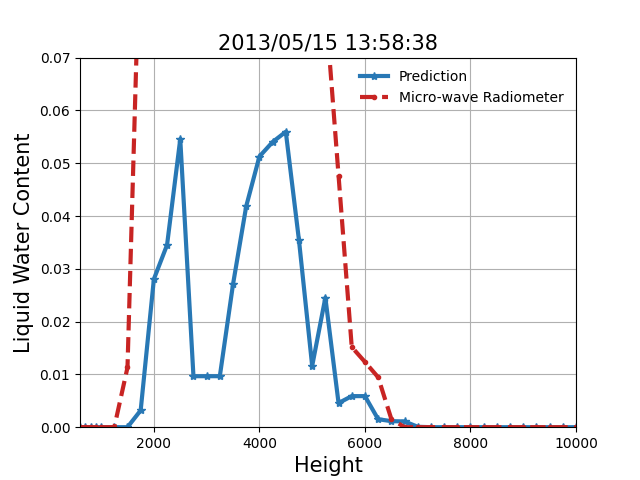 2013/05/15 13:58:38
Prediction
Micro-wave Radiometer
Liquid Water Content
0.07
0.06
0.05
0.04
0.03
0.02
0.01
0.00
2000 4000 6000 8000 10000
Height